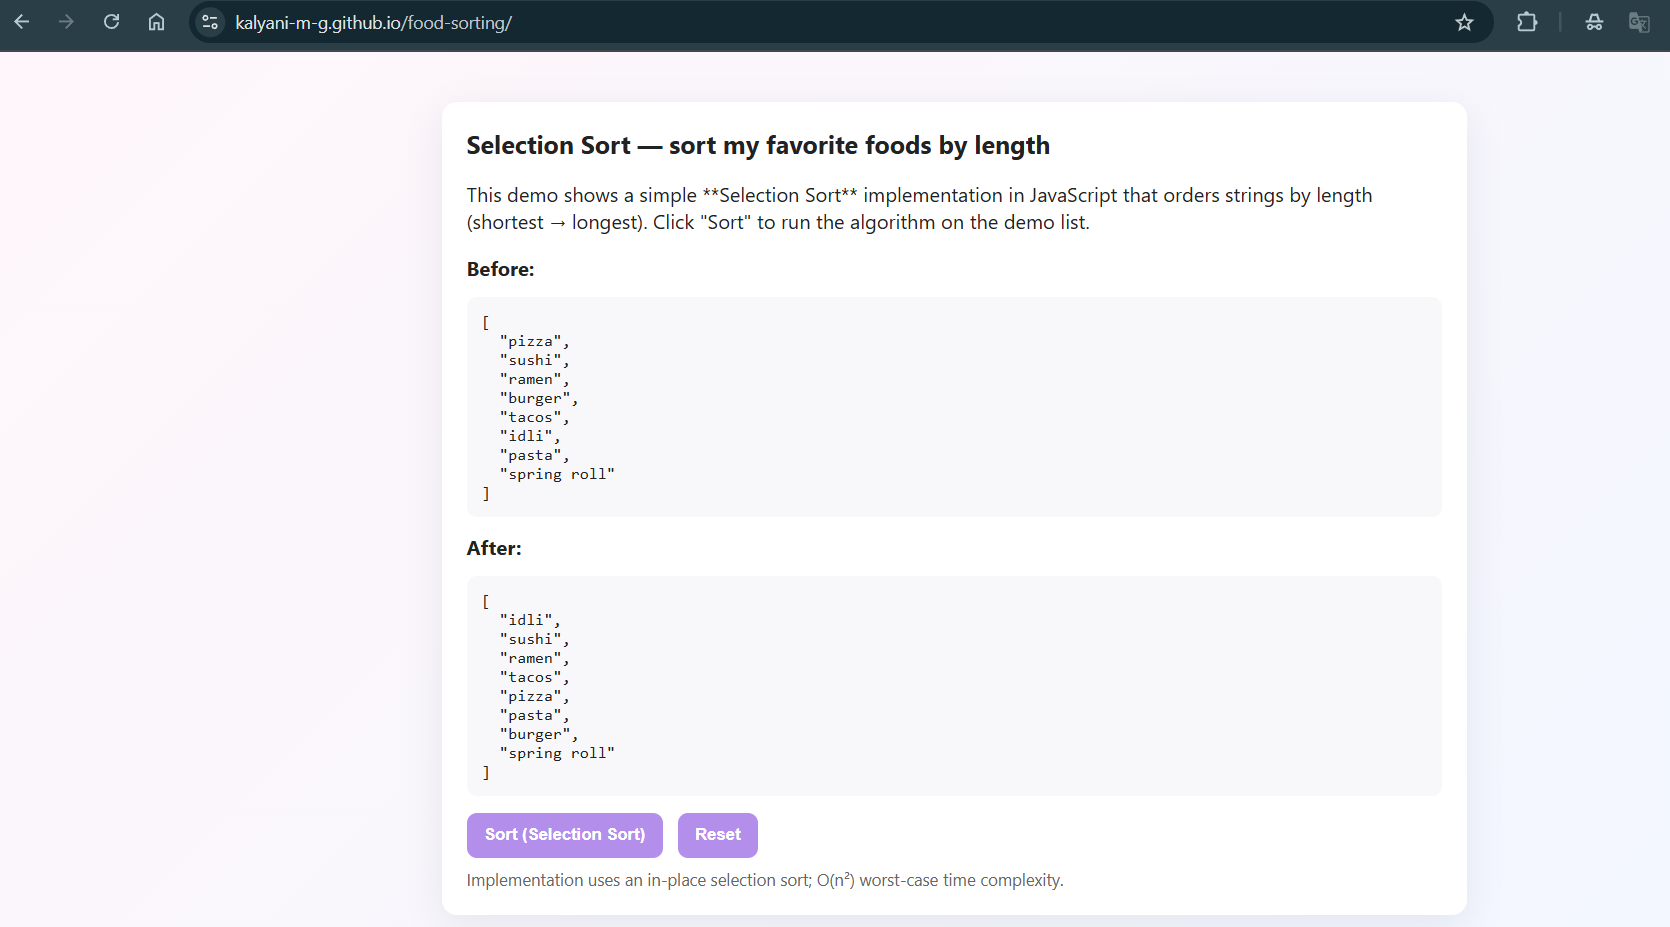 kalyani-m-g.github.io/food-sorting/
Selection Sort — sort my favorite foods by length
This demo shows a simple **Selection Sort** implementation in JavaScript that orders strings by length
(shortest → longest). Click "Sort" to run the algorithm on the demo list.
Before:
[
  "pizza",
  "sushi",
  "ramen",
  "burger",
  "tacos",
  "idli",
  "pasta",
  "spring roll"
]
After:
[
  "idli",
  "sushi",
  "ramen",
  "tacos",
  "pizza",
  "pasta",
  "burger",
  "spring roll"
]
Sort (Selection Sort) Reset
Implementation uses an in-place selection sort; O(n²) worst-case time complexity.